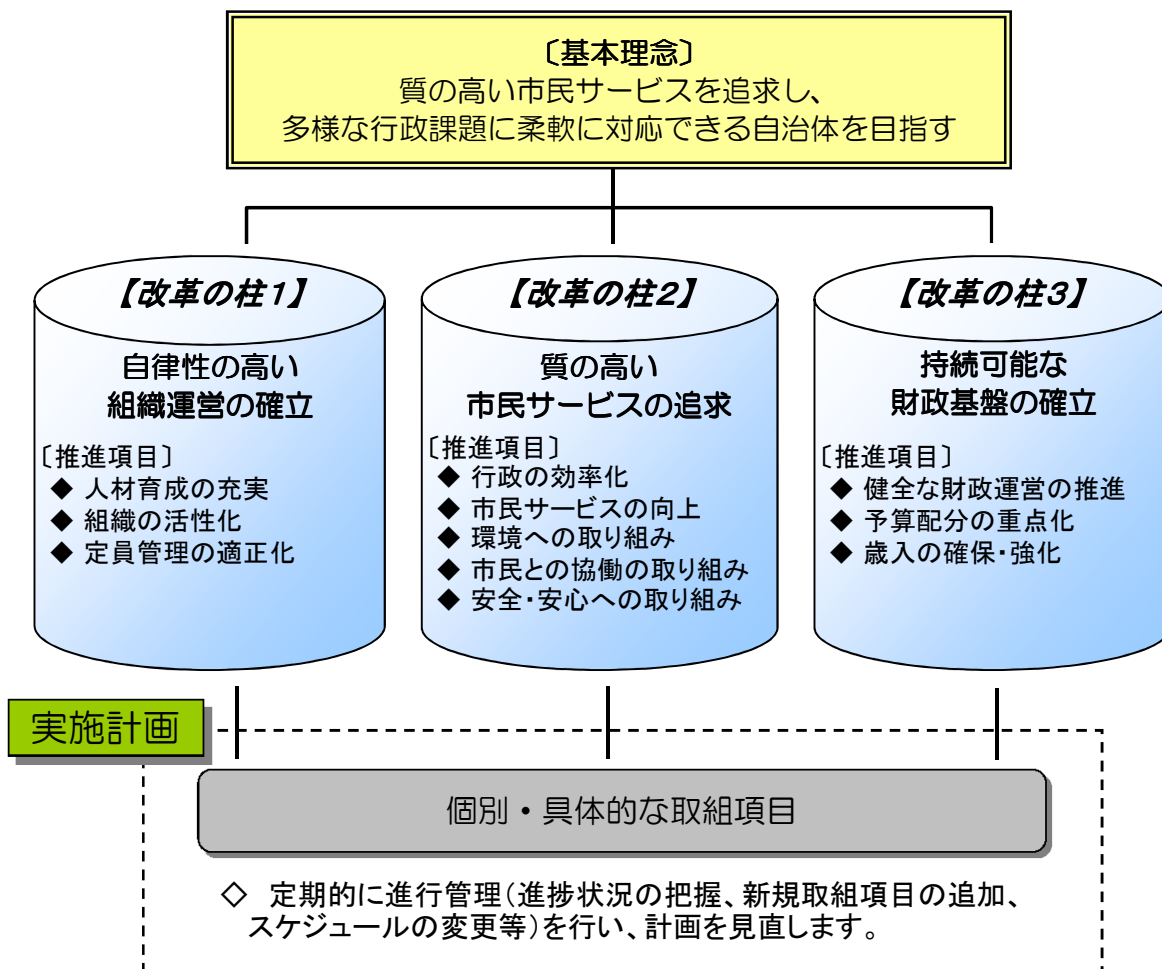 〔基本理念〕
質の高い市民サービスを追求し、
多様な行政課題に柔軟に対応できる自治体を目指す
【改革の柱1】
自律性の高い
組織運営の確立
〔推進項目〕
◆ 人材育成の充実
◆ 組織の活性化
◆ 定員管理の適正化
【改革の柱2】
質の高い
市民サービスの追求
〔推進項目〕
◆ 行政の効率化
◆ 市民サービスの向上
◆ 環境への取り組み
◆ 市民との協働の取り組み
◆ 安全・安心への取り組み
【改革の柱3】
持続可能な
財政基盤の確立
〔推進項目〕
◆ 健全な財政運営の推進
◆ 予算配分の重点化
◆ 歳入の確保・強化
実施計画
個別・具体的な取組項目
◇ 定期的に進行管理(進捗状況の把握、新規取組項目の追加、
スケジュールの変更等)を行い、計画を見直します。